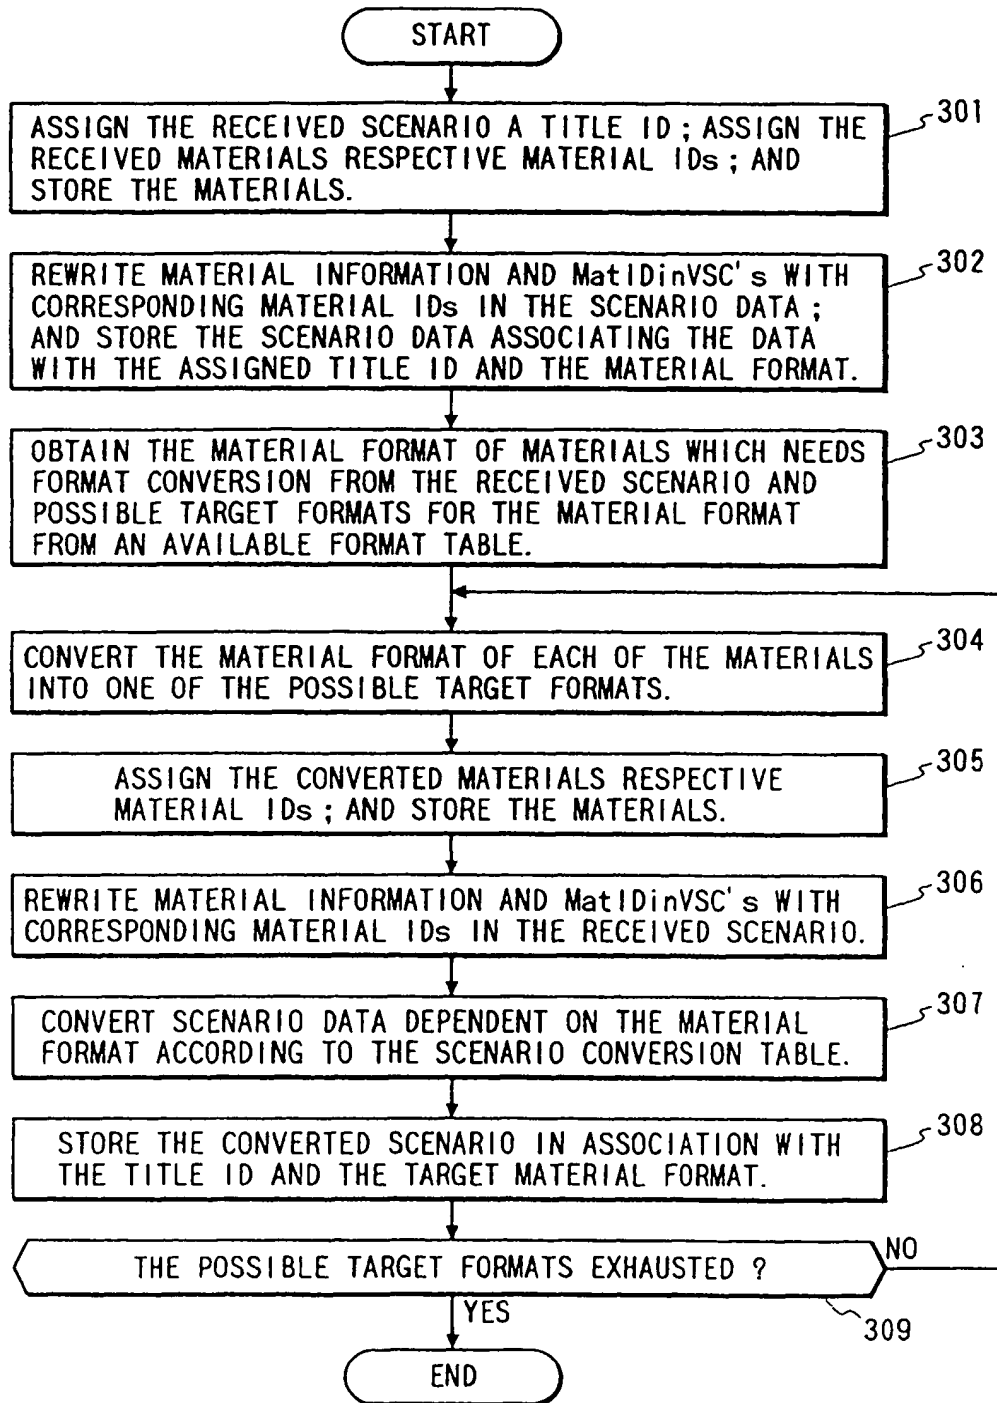 START
301
ASSIGN THE RECEIVED SCENARIO A TITLE ID; ASSIGN THE
RECEIVED MATERIALS RESPECTIVE MATERIAL IDs; AND
STORE THE MATERIALS.
302
REWRITE MATERIAL INFORMATION AND MatIDinVSC's WITH
CORRESPONDING MATERIAL IDs IN THE SCENARIO DATA;
AND STORE THE SCENARIO DATA ASSOCIATING THE DATA
WITH THE ASSIGNED TITLE ID AND THE MATERIAL FORMAT.
303
OBTAIN THE MATERIAL FORMAT OF MATERIALS WHICH NEEDS
FORMAT CONVERSION FROM THE RECEIVED SCENARIO AND
POSSIBLE TARGET FORMATS FOR THE MATERIAL FORMAT
FROM AN AVAILABLE FORMAT TABLE.
304
CONVERT THE MATERIAL FORMAT OF EACH OF THE MATERIALS
INTO ONE OF THE POSSIBLE TARGET FORMATS.
305
ASSIGN THE CONVERTED MATERIALS RESPECTIVE
MATERIAL IDs; AND STORE THE MATERIALS.
306
REWRITE MATERIAL INFORMATION AND MatIDinVSC's WITH
CORRESPONDING MATERIAL IDs IN THE RECEIVED SCENARIO.
307
CONVERT SCENARIO DATA DEPENDENT ON THE MATERIAL
FORMAT ACCORDING TO THE SCENARIO CONVERSION TABLE.
308
STORE THE CONVERTED SCENARIO IN ASSOCIATION WITH
THE TITLE ID AND THE TARGET MATERIAL FORMAT.
THE POSSIBLE TARGET FORMATS EXHAUSTED ?
NO
YES
309
END